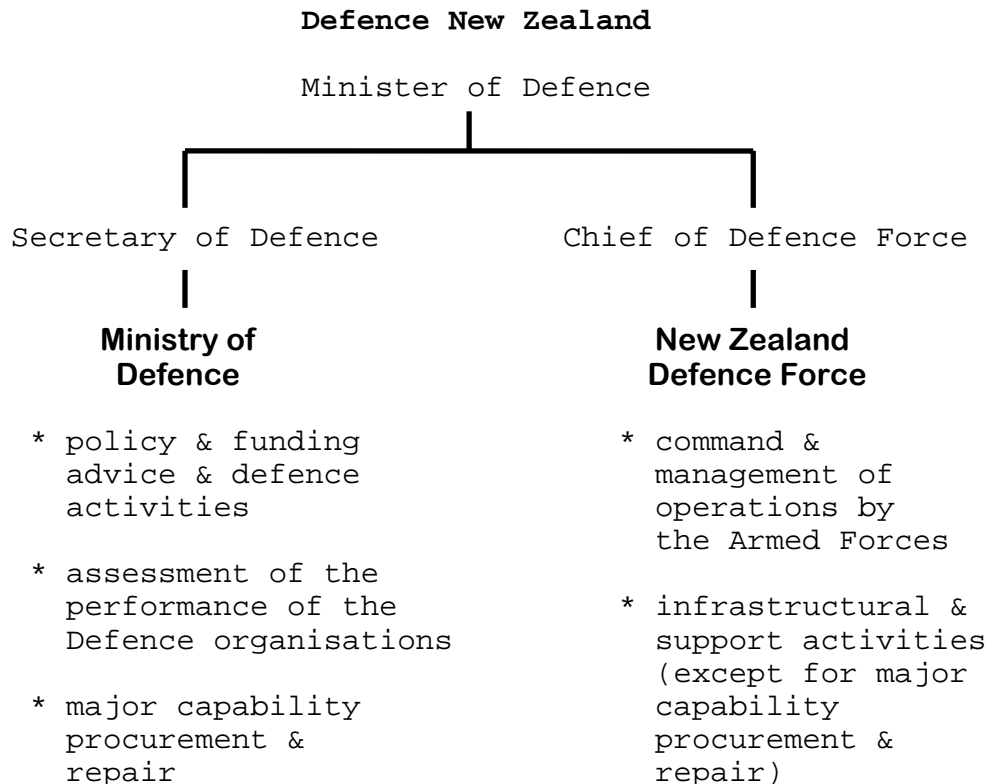 Defence New Zealand
Minister of Defence
Secretary of Defence
Chief of Defence Force
Ministry of
Defence
New Zealand
Defence Force
* policy & funding
advice & defence
activities
* assessment of the
performance of the
Defence organisations
* major capability
procurement &
repair
* command &
management of
operations by
the Armed Forces
* infrastructural &
support activities
(except for major
capability
procurement &
repair)